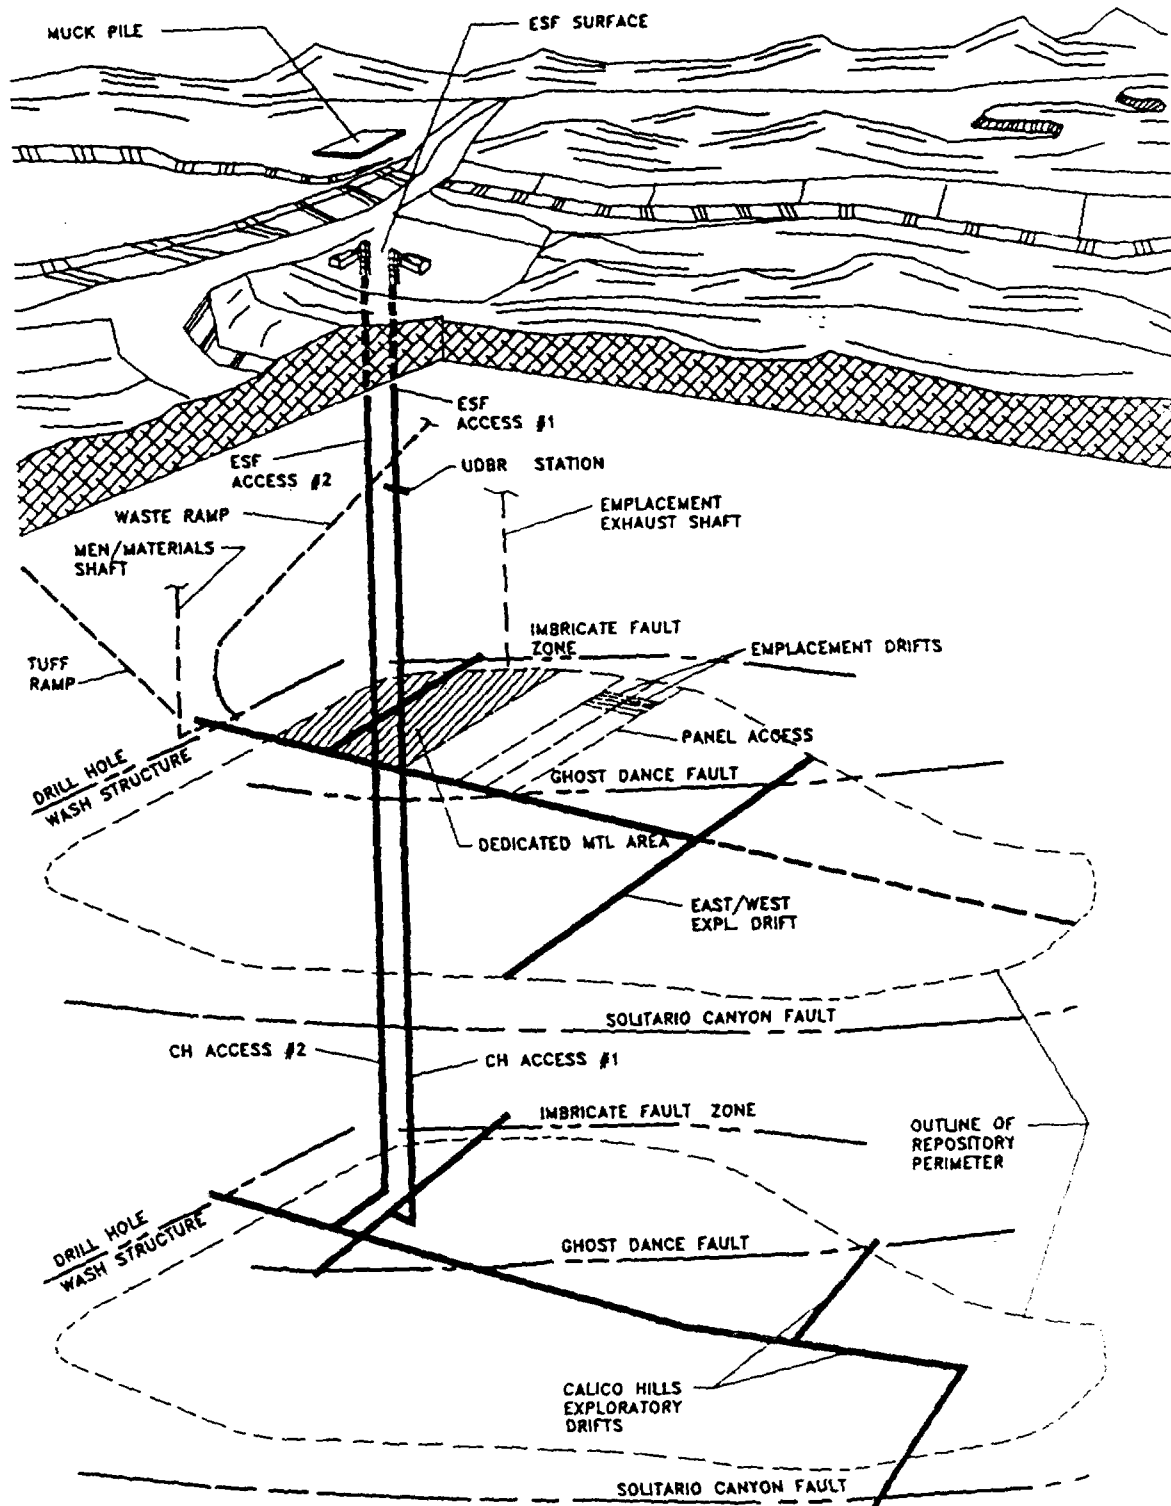 MUCK PILE
ESF SURFACE
ESF
ACCESS #1
ESF
ACCESS #2
UDBR STATION
WASTE RAMP
EMPLACEMENT
EXHAUST SHAFT
MEN/MATERIALS
SHAFT
TUFF
RAMP
IMBRICATE FAULT
ZONE
EMPLACEMENT DRIFTS
PANEL ACCESS
DRILL HOLE
WASH STRUCTURE
GHOST DANCE FAULT
DEDICATED MTL AREA
EAST/WEST
EXPL. DRIFT
SOLITARIO CANYON FAULT
CH ACCESS #2
CH ACCESS #1
IMBRICATE FAULT ZONE
OUTLINE OF
REPOSITORY
PERIMETER
DRILL HOLE
WASH STRUCTURE
GHOST DANCE FAULT
CALICO HILLS
EXPLORATORY
DRIFTS
SOLITARIO CANYON FAULT